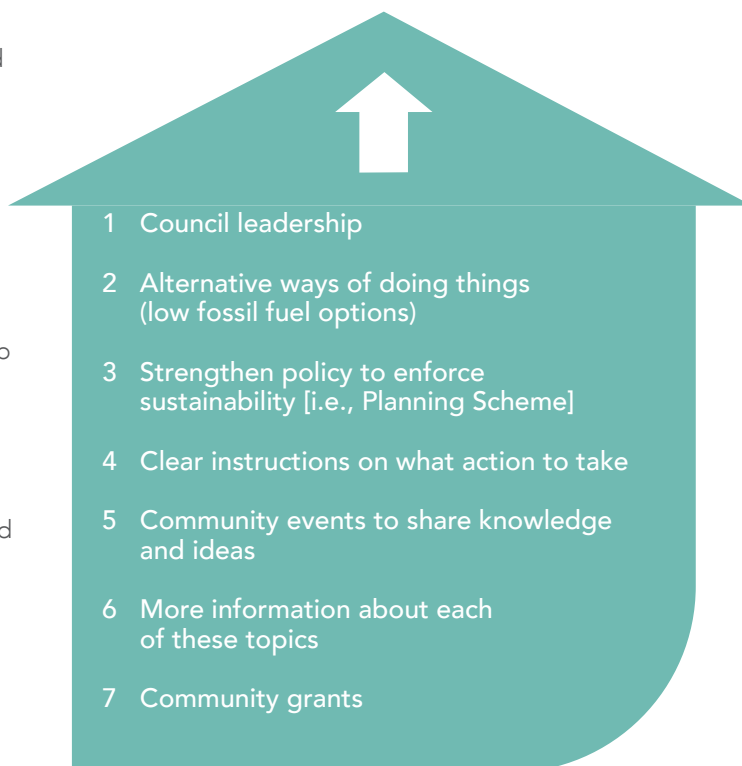 1 Council leadership
2 Alternative ways of doing things
(low fossil fuel options)
3 Strengthen policy to enforce
sustainability [i.e., Planning Scheme]
4 Clear instructions on what action to take
5 Community events to share knowledge
and ideas
6 More information about each
of these topics
7 Community grants